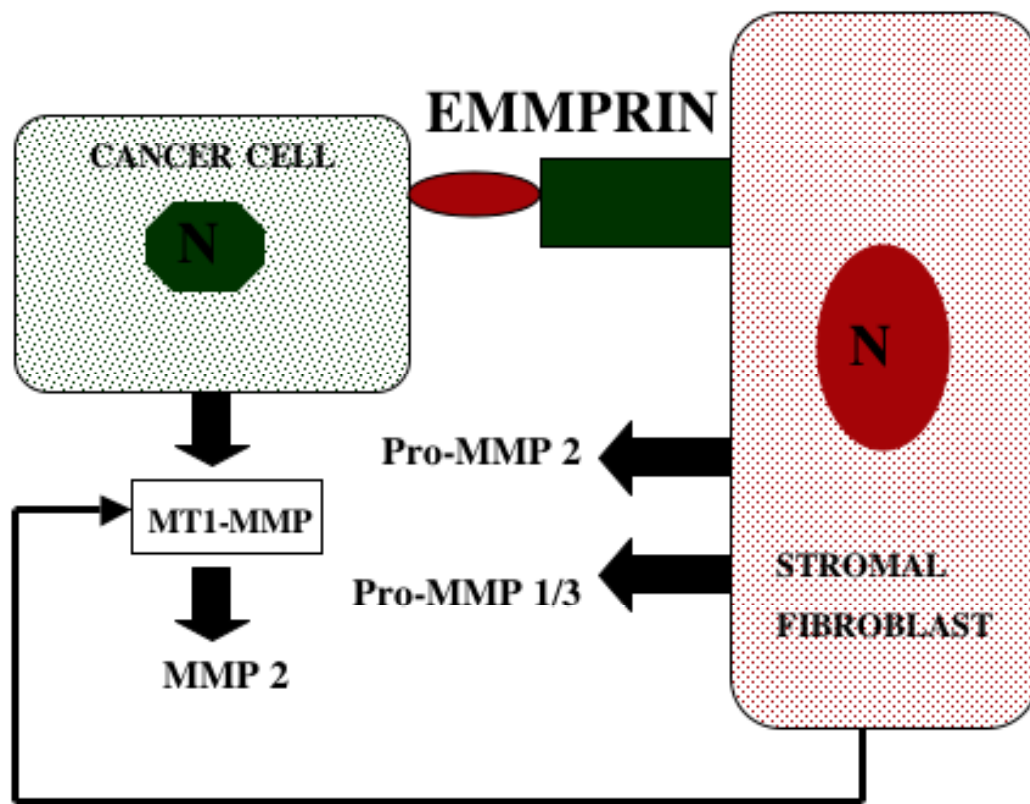 EMMPRIN
CANCER CELL
N
N
Pro-MMP 2
MT1-MMP
Pro-MMP 1/3
STROMAL
FIBROBLAST
MMP 2